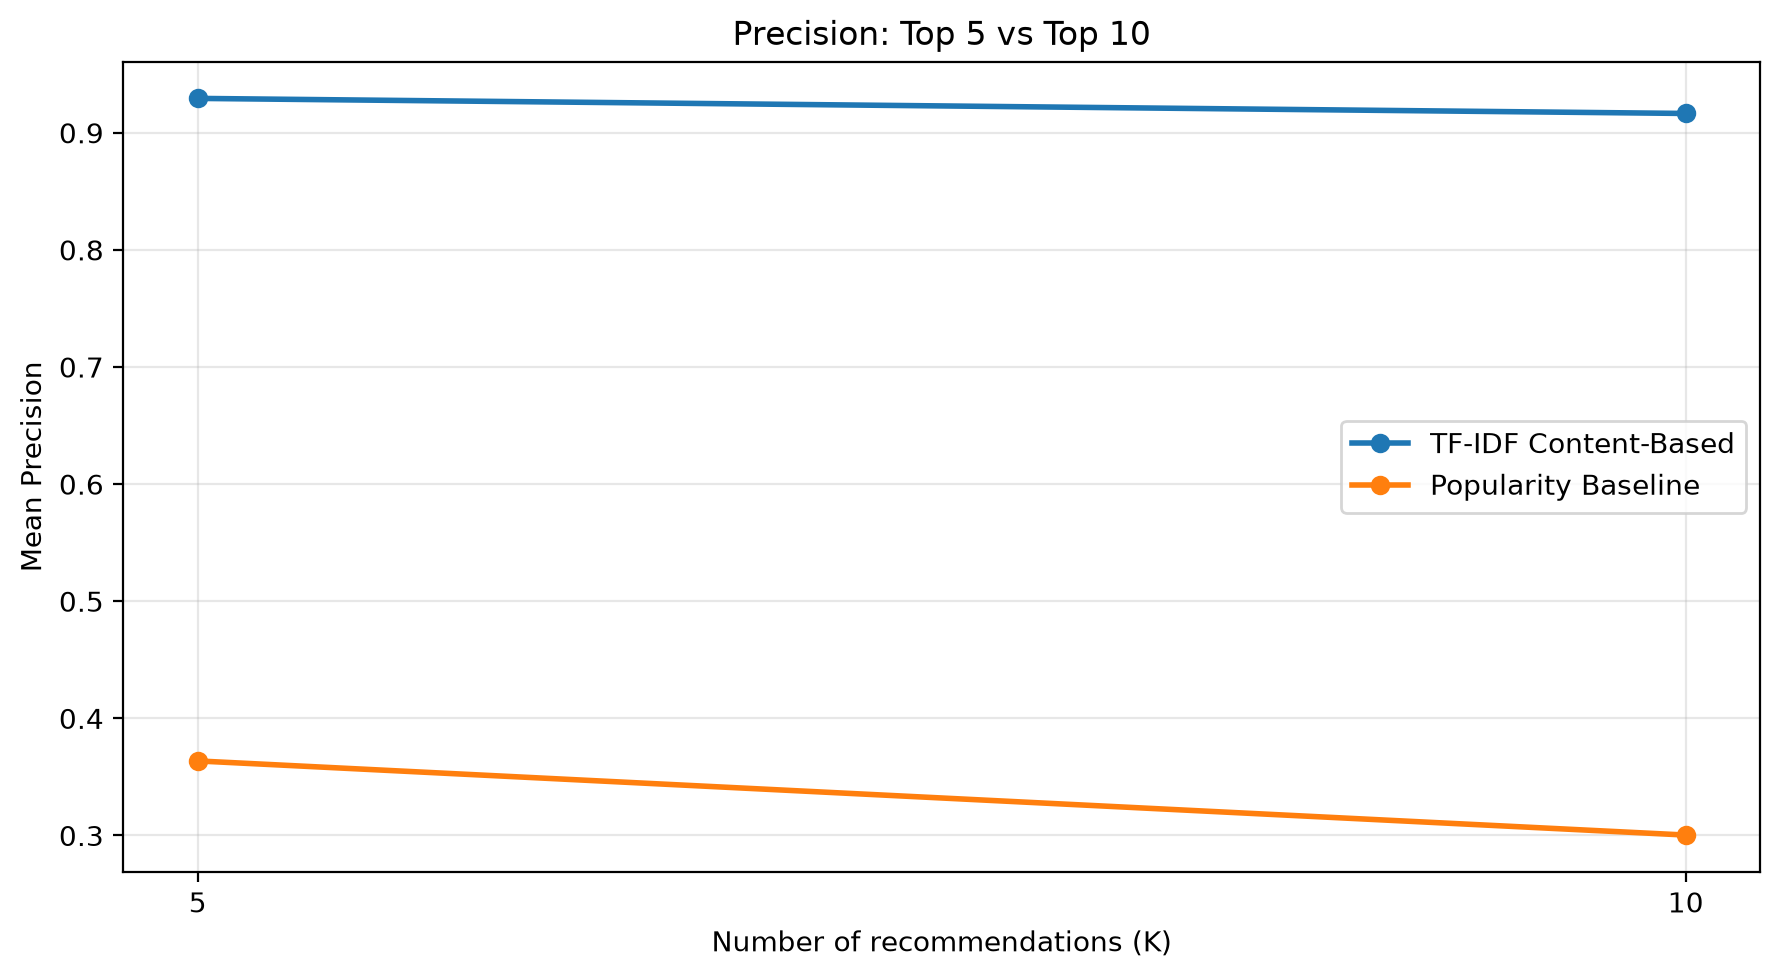 Precision: Top 5 vs Top 10
Mean Precision
0.9
0.8
0.7
0.6
0.5
0.4
0.3
TF-IDF Content-Based
Popularity Baseline
5
10
Number of recommendations (K)